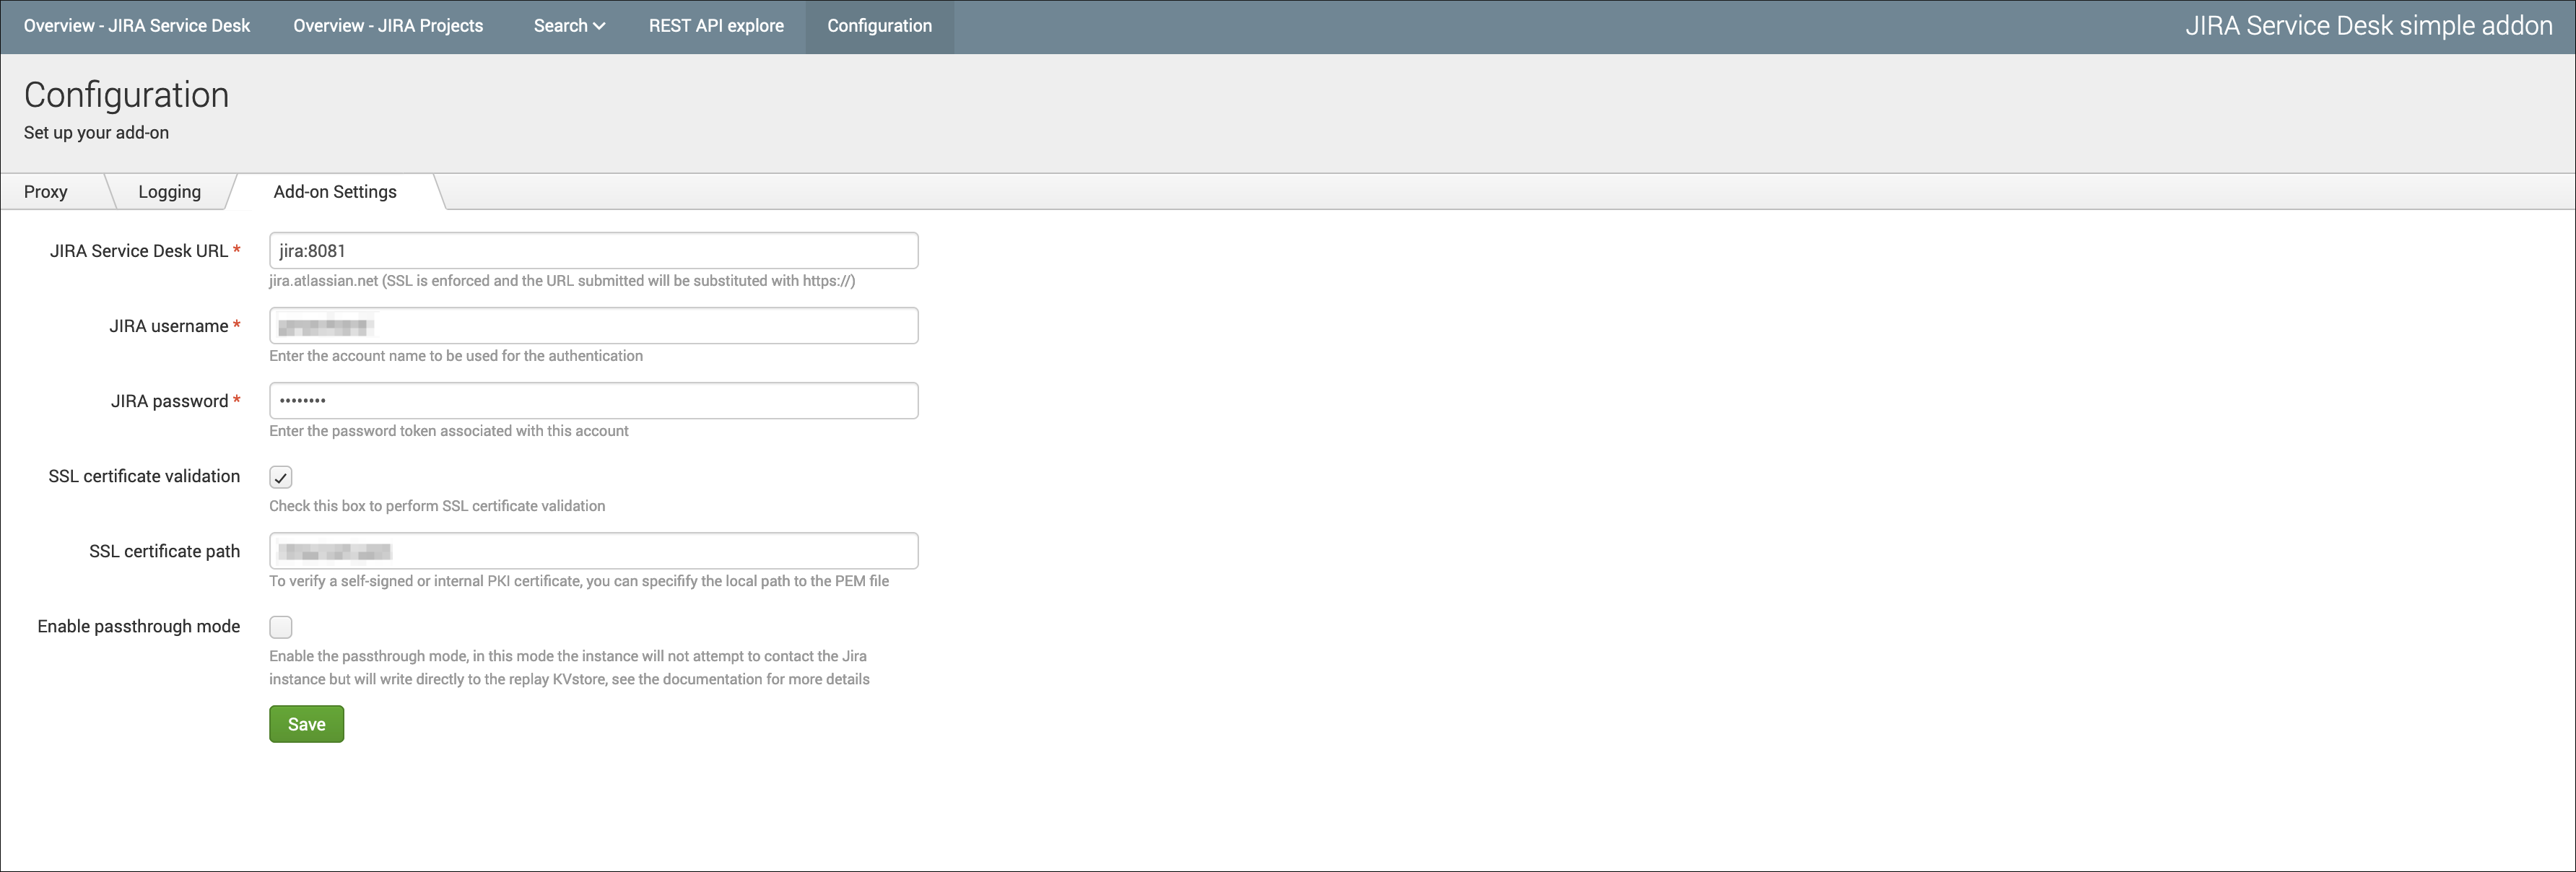 Overview - JIRA Service Desk Overview - JIRA Projects Search REST API explore Configuration JIRA Service Desk simple addon
Configuration
Set up your add-on
Proxy Logging Add-on Settings
JIRA Service Desk URL * jira:8081
jira.atlassian.net (SSL is enforced and the URL submitted will be substituted with https://)
JIRA username *
Enter the account name to be used for the authentication
JIRA password * ••••••••
Enter the password token associated with this account
SSL certificate validation
Check this box to perform SSL certificate validation
SSL certificate path
To verify a self-signed or internal PKI certificate, you can specifify the local path to the PEM file
Enable passthrough mode
Enable the passthrough mode, in this mode the instance will not attempt to contact the Jira
instance but will write directly to the replay KVstore, see the documentation for more details
Save